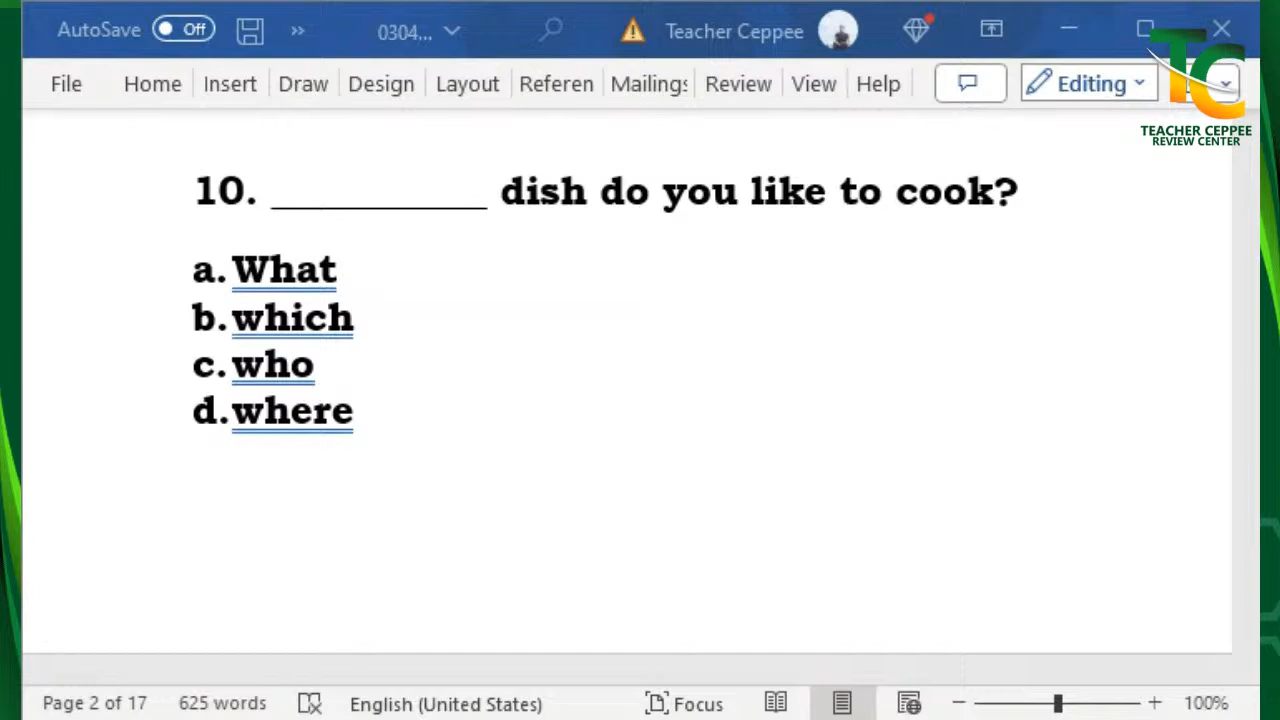 AutoSave Off 0304... Teacher Ceppee
File Home Insert Draw Design Layout Referen Mailings Review View Help Editing
TC
TEACHER CEPPEE
REVIEW CENTER
10. __________ dish do you like to cook?
a. What
b. which
c. who
d. where
Page 2 of 17 625 words English (United States) Focus 100%